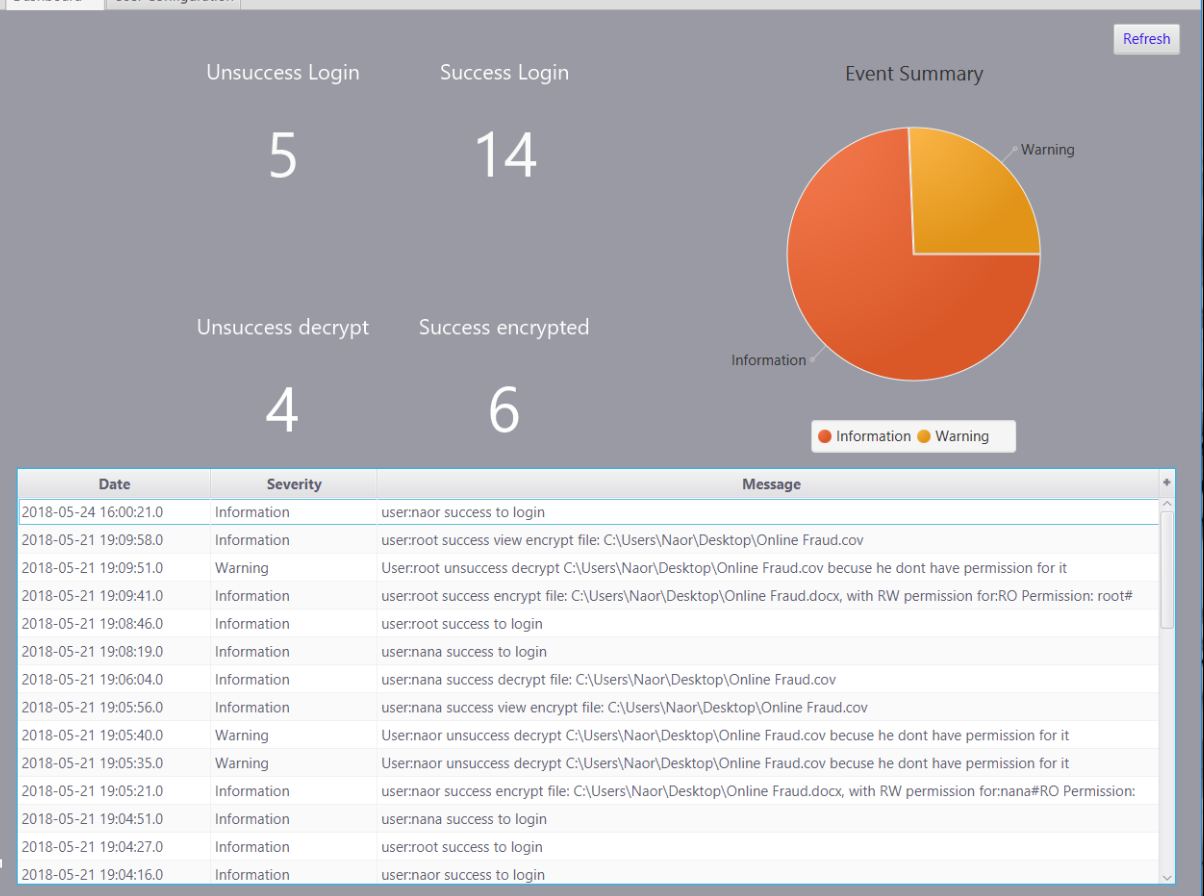 Dashboard User Configuration
Refresh
Unsuccess Login Success Login
5 14
Unsuccess decrypt Success encrypted
4 6
Event Summary
Warning
Information
Information Warning
Date Severity Message +
2018-05-24 16:00:21.0 Information user:naor success to login
2018-05-21 19:09:58.0 Information user:root success view encrypt file: C:\Users\Naor\Desktop\Online Fraud.cov
2018-05-21 19:09:51.0 Warning User:root unsuccess decrypt C:\Users\Naor\Desktop\Online Fraud.cov becuse he dont have permission for it
2018-05-21 19:09:41.0 Information user:root success encrypt file: C:\Users\Naor\Desktop\Online Fraud.docx, with RW permission for:RO Permission: root#
2018-05-21 19:08:46.0 Information user:root success to login
2018-05-21 19:08:19.0 Information user:nana success to login
2018-05-21 19:06:04.0 Information user:nana success decrypt file: C:\Users\Naor\Desktop\Online Fraud.cov
2018-05-21 19:05:56.0 Information user:nana success view encrypt file: C:\Users\Naor\Desktop\Online Fraud.cov
2018-05-21 19:05:40.0 Warning User:naor unsuccess decrypt C:\Users\Naor\Desktop\Online Fraud.cov becuse he dont have permission for it
2018-05-21 19:05:35.0 Warning User:naor unsuccess decrypt C:\Users\Naor\Desktop\Online Fraud.cov becuse he dont have permission for it
2018-05-21 19:05:21.0 Information user:naor success encrypt file: C:\Users\Naor\Desktop\Online Fraud.docx, with RW permission for:nana#RO Permission:
2018-05-21 19:04:51.0 Information user:nana success to login
2018-05-21 19:04:27.0 Information user:root success to login
2018-05-21 19:04:16.0 Information user:naor success to login